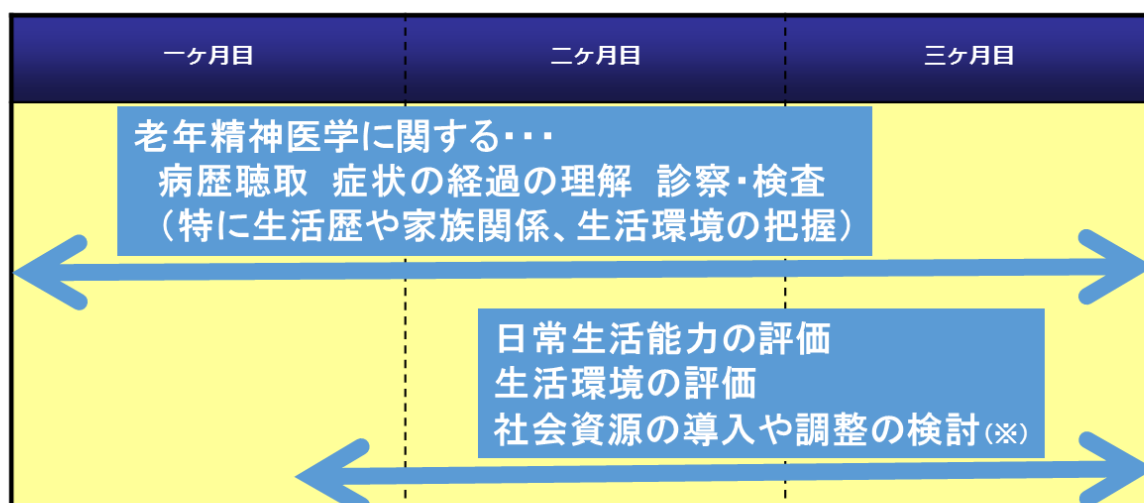 一ヶ月目 二ヶ月目 三ヶ月目
老年精神医学に関する・・・
病歴聴取 症状の経過の理解 診察・検査
(特に生活歴や家族関係、生活環境の把握)
日常生活能力の評価
生活環境の評価
社会資源の導入や調整の検討(※)